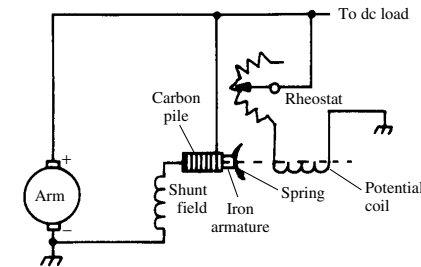 To dc load
Rheostat
Carbon
pile
+
Arm
−
Shunt
field
Iron
armature
Spring
Potential
coil